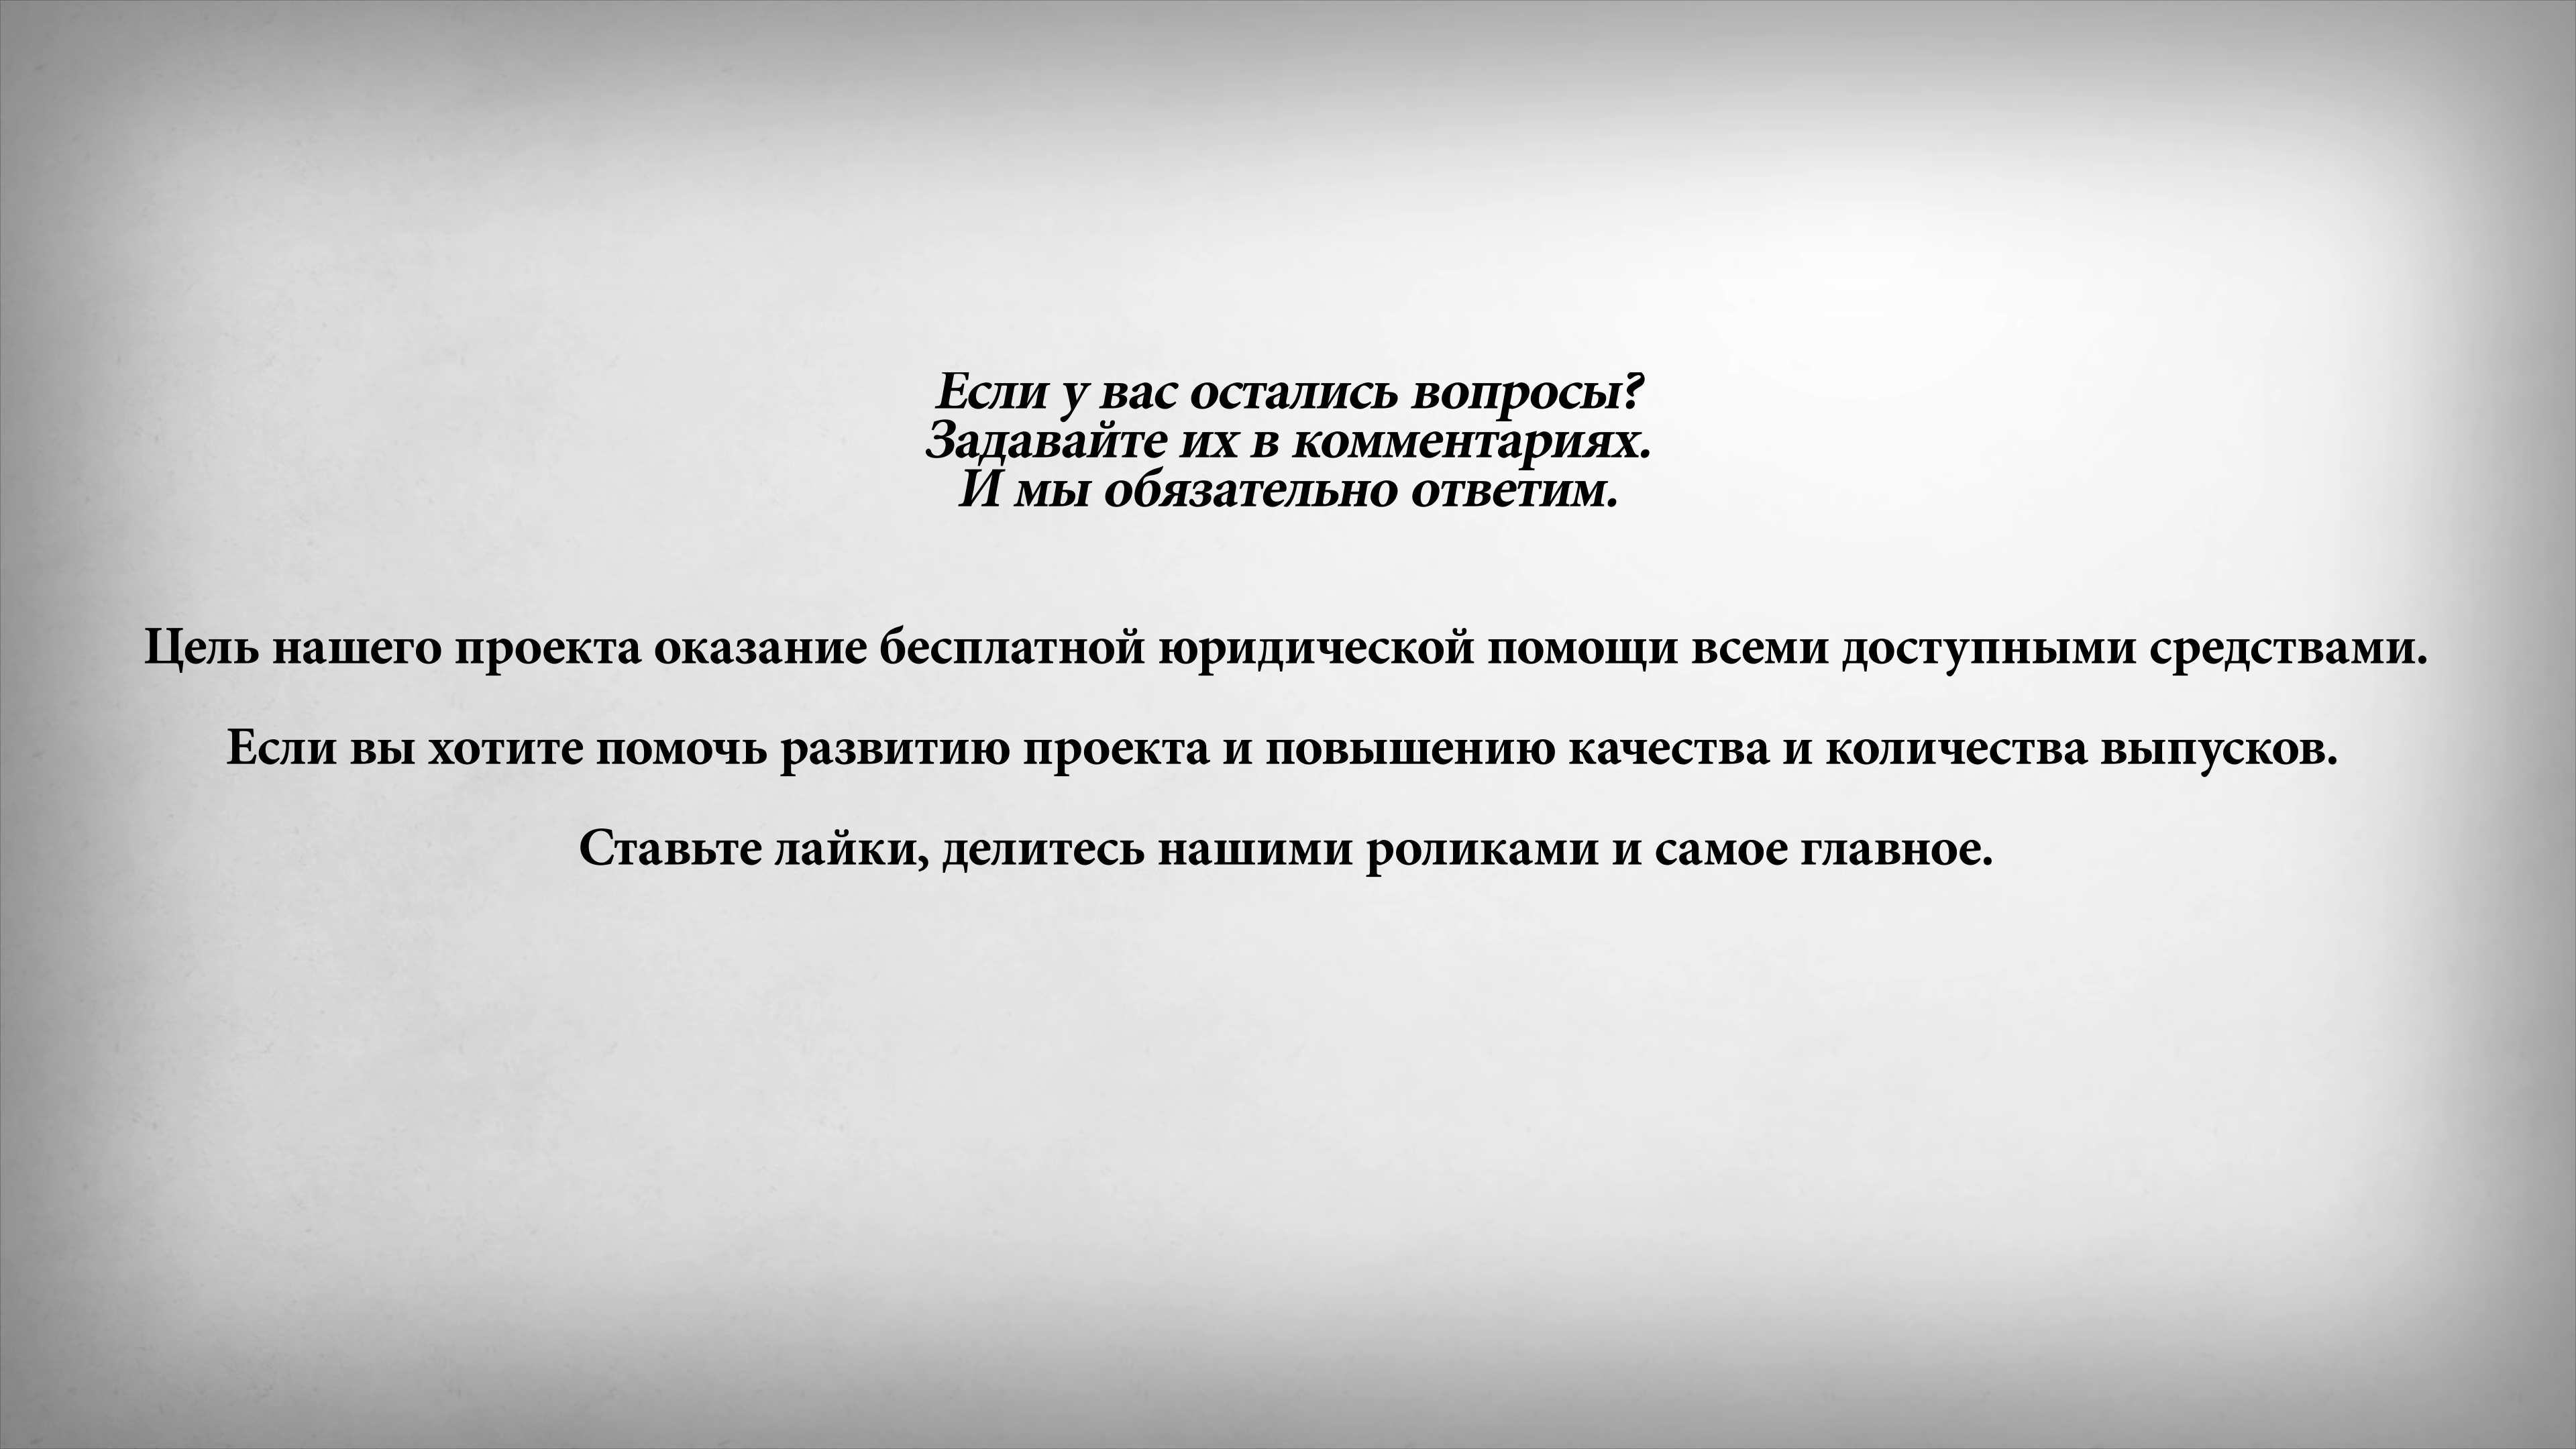 Если у вас остались вопросы?
Задавайте их в комментариях.
И мы обязательно ответим.
Цель нашего проекта оказание бесплатной юридической помощи всеми доступными средствами.
Если вы хотите помочь развитию проекта и повышению качества и количества выпусков.
Ставьте лайки, делитесь нашими роликами и самое главное.